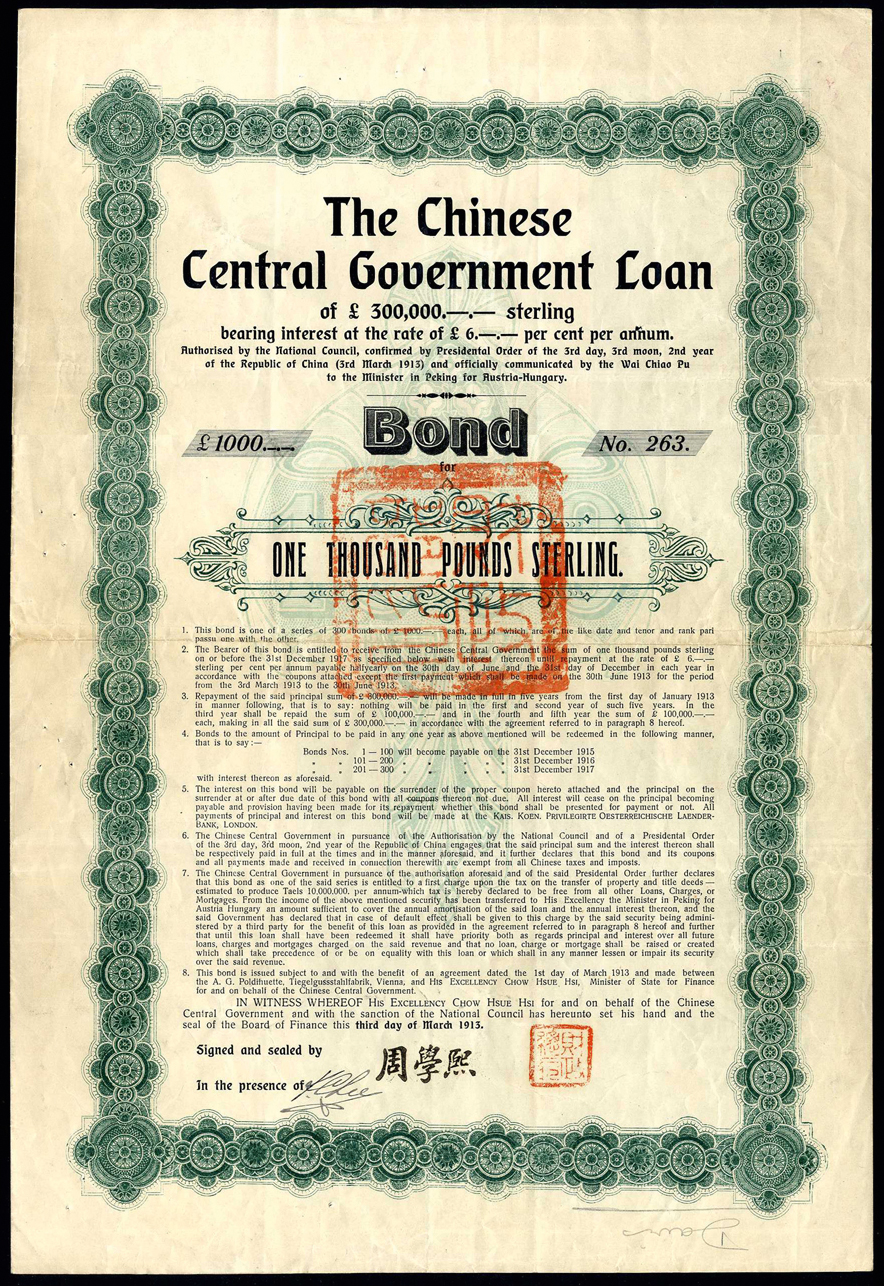 The Chinese
Central Government Loan
of £ 300,000.—.— sterling
bearing interest at the rate of £ 6.—.— per cent per annum.
Authorised by the National Council, confirmed by Presidental Order of the 3rd day, 3rd moon, 2nd year
of the Republic of China (3rd March 1913) and officially communicated by the Wai Chiao Pu
to the Minister in Peking for Austria-Hungary.
£ 1000.—.—
Bond
No. 263.
for
ONE THOUSAND POUNDS STERLING.
1. This bond is one of a series of 300 bonds of £ 1000.—.— each, all of which are of the like date and tenor and rank pari
passu one with the other.
2. The Bearer of this bond is entitled to receive from the Chinese Central Government the sum of one thousand pounds sterling
on or before the 31st December 1917 as specified below with interest thereon till repayment at the rate of £ 6.—.—
sterling per cent per annum payable halfyearly on the 30th day of June and the 31st day of December in each year in
accordance with the coupons attached except the first payment which shall be made on the 30th June 1913 for the period
from the 3rd March 1913 to the 30th June 1913.
3. Repayment of the said principal sum of £ 300,000.—.— will be made in full in five years from the first day of January 1913
in manner following, that is to say: nothing will be paid in the first and second year of such five years. In the
third year shall be repaid the sum of £ 100,000,—.— and in the fourth and fifth year the sum of £ 100,000.—.—
each, making in all the said sum of £ 300,000.—.— in accordance with the agreement referred to in paragraph 8 hereof.
4. Bonds to the amount of Principal to be paid in any one year as above mentioned will be redeemed in the following manner,
that is to say :—
Bonds Nos. 1 — 100 will become payable on the 31st December 1915
„ „ 101 — 200 „ „ „ „ „ 31st December 1916
„ „ 201 — 300 „ „ „ „ „ 31st December 1917
with interest thereon as aforesaid.
5. The interest on this bond will be payable on the surrender of the proper coupon hereto attached and the principal on the
surrender at or after due date of this bond with all coupons thereon not due. All interest will cease on the principal becoming
payable and provision having been made for its repayment whether this bond shall be presented for payment or not. All
payments of principal and interest on this bond will be made at the KAIS. KOEN. PRIVILEGIRTE OESTERREICHISCHE LAENDER-
BANK, LONDON.
6. The Chinese Central Government in pursuance of the Authorisation by the National Council and of a Presidental Order
of the 3rd day, 3rd moon, 2nd year of the Republic of China engages that the said principal sum and the interest thereon shall
be respectively paid in full at the times and in the manner aforesaid, and it further declares that this bond and its coupons
and all payments made and received in connection therewith are exempt from all Chinese taxes and imposts.
7. The Chinese Central Government in pursuance of the authorisation aforesaid and of the said Presidental Order further declares
that this bond as one of the said series is entitled to a first charge upon the tax on the transfer of property and title deeds —
estimated to produce Taels 10,000.000. per annum-which tax is hereby declared to be free from all other Loans, Charges, or
Mortgages. From the income of the above mentioned security has been transferred to His Excellency the Minister in Peking for
Austria Hungary an amount sufficient to cover the annual amortisation of the said loan and the annual interest thereon, and the
said Government has declared that in case of default effect shall be given to this charge by the said security being admini-
stered by a third party for the benefit of this loan as provided in the agreement referred to in paragraph 8 hereof and further
that until this loan shall have been redeemed it shall have priority both as regards principal and interest over all future
loans, charges and mortgages charged on the said revenue and that no loan, charge or mortgage shall be raised or created
which shall take precedence of or be on equality with this loan or which shall in any manner lessen or impair its security
over the said revenue.
8. This bond is issued subject to and with the benefit of an agreement dated the 1st day of March 1913 and made between
the A. G. Poldihuette, Tiegelgussstahlfabrik, Vienna, and HIS EXCELLENCY CHOW HSUE HSI, Minister of State for Finance
for and on behalf of the Chinese Central Government.
IN WITNESS WHEREOF HIS EXCELLENCY CHOW HSUE HSI for and on behalf of the Chinese
Central Government and with the sanction of the National Council has hereunto set his hand and the
seal of the Board of Finance this third day of March 1913.
Signed and sealed by 周學熙
In the presence of